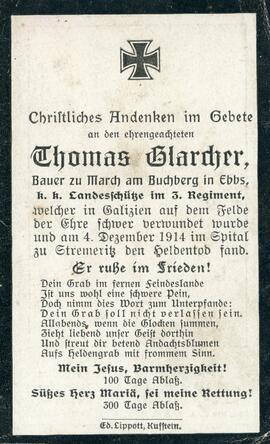 Christliches Andenken im Gebete
an den ehrengeachteten
Thomas Glarcher,
Bauer zu March am Buchberg in Ebbs,
k. k. Landesschütze im 3. Regiment,
welcher in Galizien auf dem Felde
der Ehre schwer verwundet wurde
und am 4. Dezember 1914 im Spital
zu Stremeritz den Heldentod fand.
Er ruhe im Frieden!
Dein Grab im fernen Feindeslande
Ist uns wohl eine schwere Pein,
Doch nimm dies Wort zum Unterpfande:
Dein Grab soll nicht verlassen sein.
Allabends, wenn die Glocken summen,
Zieht liebend unser Geist dorthin
Und streut dir betend Andachtsblumen
Aufs Heldengrab mit frommem Sinn.
Mein Jesus, Barmherzigkeit!
100 Tage Ablaß.
Süßes Herz Mariä, sei meine Rettung!
300 Tage Ablaß.
Ed. Lippott, Kufstein.